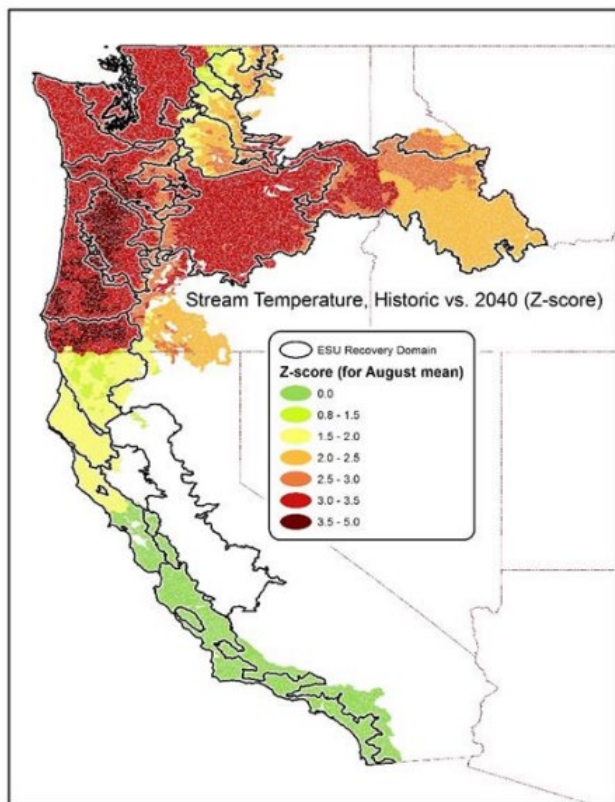 Stream Temperature, Historic vs. 2040 (Z-score)
ESU Recovery Domain
Z-score (for August mean)
0.0
0.8 - 1.5
1.5 - 2.0
2.0 - 2.5
2.5 - 3.0
3.0 - 3.5
3.5 - 5.0